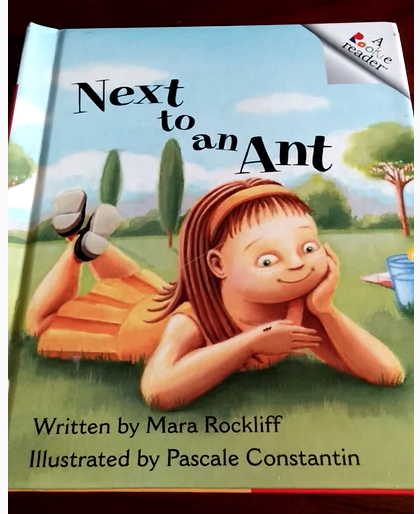 A
Rookie
reader
Next
to
an
Ant
Written by Mara Rockliff
Illustrated by Pascale Constantin